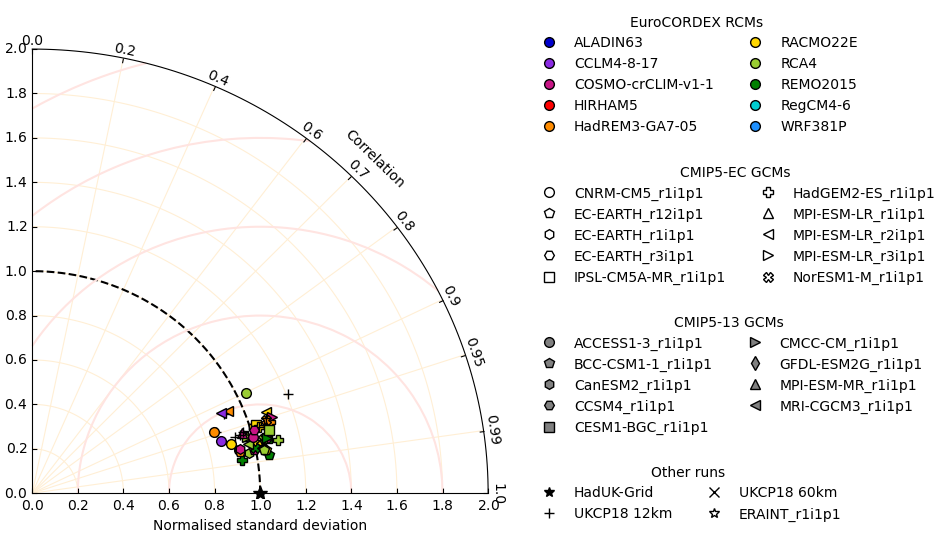 0.0
0.2
0.4
0.6
Correlation
0.7
0.8
0.9
0.95
0.99
1.0
2.0
1.8
1.6
1.4
1.2
1.0
0.8
0.6
0.4
0.2
0.0
0.0 0.2 0.4 0.6 0.8 1.0 1.2 1.4 1.6 1.8 2.0
Normalised standard deviation
EuroCORDEX RCMs
ALADIN63
CCLM4-8-17
COSMO-crCLIM-v1-1
HIRHAM5
HadREM3-GA7-05
RACMO22E
RCA4
REMO2015
RegCM4-6
WRF381P
CMIP5-EC GCMs
CNRM-CM5_r1i1p1
EC-EARTH_r12i1p1
EC-EARTH_r1i1p1
EC-EARTH_r3i1p1
IPSL-CM5A-MR_r1i1p1
HadGEM2-ES_r1i1p1
MPI-ESM-LR_r1i1p1
MPI-ESM-LR_r2i1p1
MPI-ESM-LR_r3i1p1
NorESM1-M_r1i1p1
CMIP5-13 GCMs
ACCESS1-3_r1i1p1
BCC-CSM1-1_r1i1p1
CanESM2_r1i1p1
CCSM4_r1i1p1
CESM1-BGC_r1i1p1
CMCC-CM_r1i1p1
GFDL-ESM2G_r1i1p1
MPI-ESM-MR_r1i1p1
MRI-CGCM3_r1i1p1
Other runs
HadUK-Grid
UKCP18 12km
UKCP18 60km
ERAINT_r1i1p1